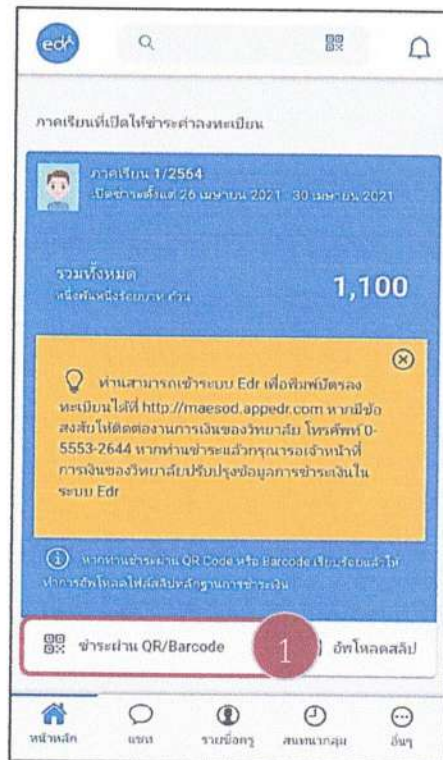 edr
ภาคเรียนที่เปิดให้ชำระค่าลงทะเบียน
ภาคเรียน 1/2564
เปิดชำระตั้งแต่ 26 เมษายน 2021 - 30 เมษายน 2021
รวมทั้งหมด
1,100
หนึ่งพันหนึ่งร้อยบาท ถ้วน
ท่านสามารถเข้าระบบ Edr เพื่อพิมพ์บัตรลง
ทะเบียนได้ที่ http://maesod.appedr.com หากมีข้อ
สงสัยให้ติดต่องานการเงินของวิทยาลัย โทรศัพท์ 0-
5553-2644 หากท่านชำระแล้วกรุณารอเจ้าหน้าที่
การเงินของวิทยาลัยปรับปรุงข้อมูลการชำระเงินใน
ระบบ Edr
หากท่านชำระผ่าน QR Code หรือ Barcode เรียบร้อยแล้วให้
ทำการอัพโหลดไฟล์สลิปหลักฐานการชำระเงิน
ชำระผ่าน QR/Barcode
1
อัพโหลดสลิป
หน้าหลัก
แชท
รายชื่อครู
สนทนากลุ่ม
อื่นๆ